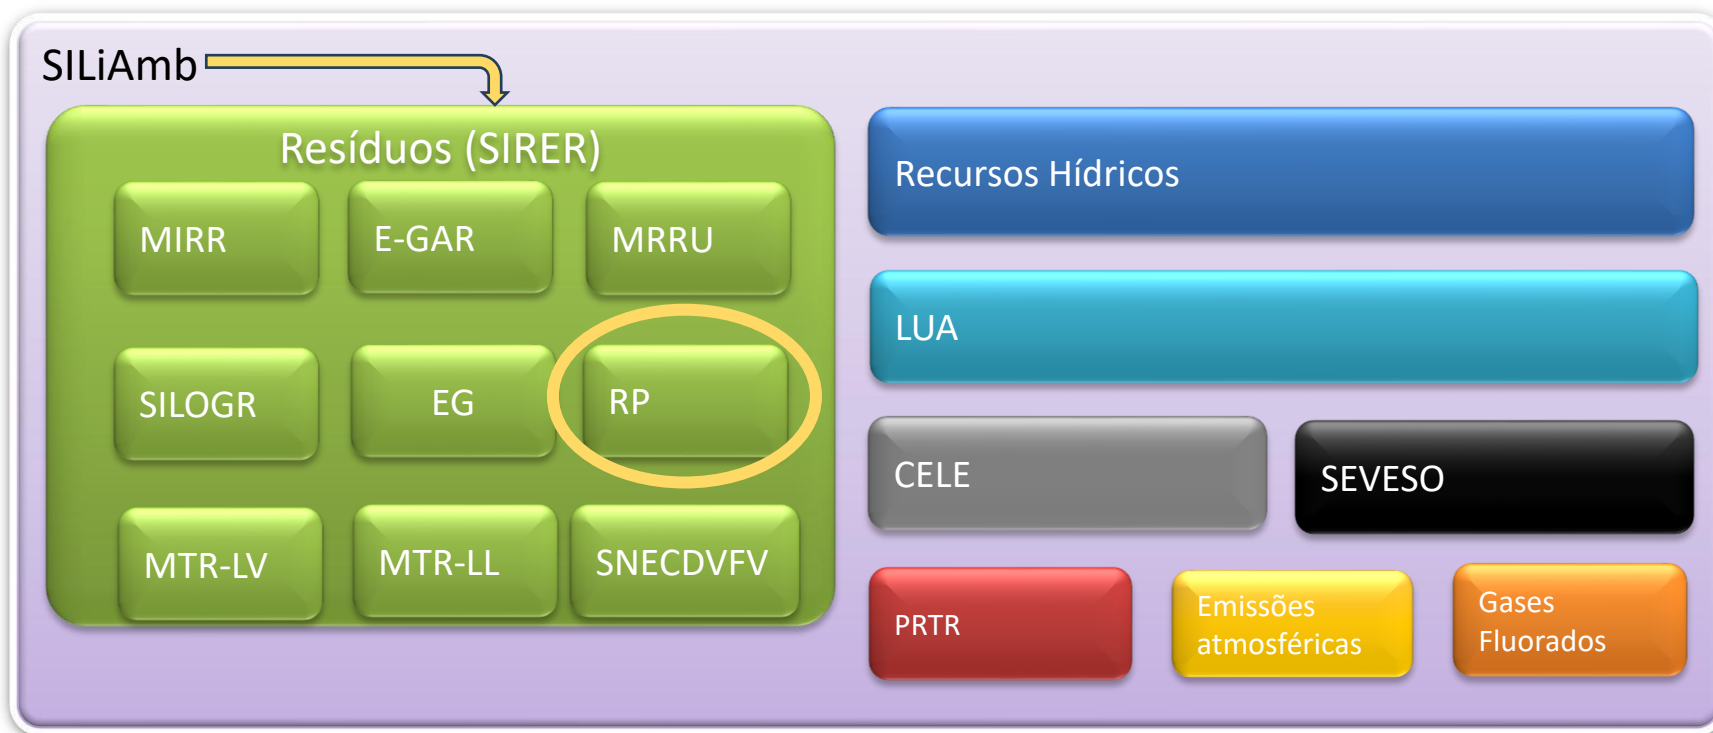 SILiAmb
Resíduos (SIRER)
MIRR
E-GAR
MRRU
SILOGR
EG
RP
MTR-LV
MTR-LL
SNECDVFV
Recursos Hídricos
LUA
CELE
SEVESO
PRTR
Emissões
atmosféricas
Gases
Fluorados